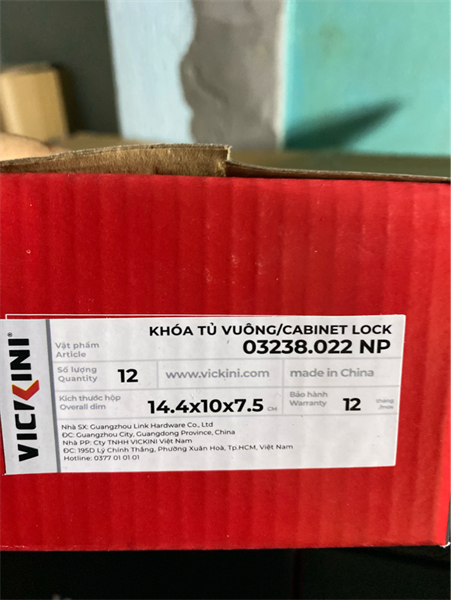 VICKINI®
KHÓA TỦ VUÔNG/CABINET LOCK
Vật phẩm
Article
03238.022 NP
Số lượng
Quantity
12
www.vickini.com
made in China
Kích thước hộp
Overall dim
14.4x10x7.5 CM
Bảo hành
Warranty
12
tháng
/mos
Nhà SX: Guangzhou Link Hardware Co., Ltd
ĐC: Guangzhou City, Guangdong Province, China
Nhà PP: Cty TNHH VICKINI Việt Nam
ĐC: 195D Lý Chính Thắng, Phường Xuân Hoà, Tp.HCM, Việt Nam
Hotline: 0377 01 01 01